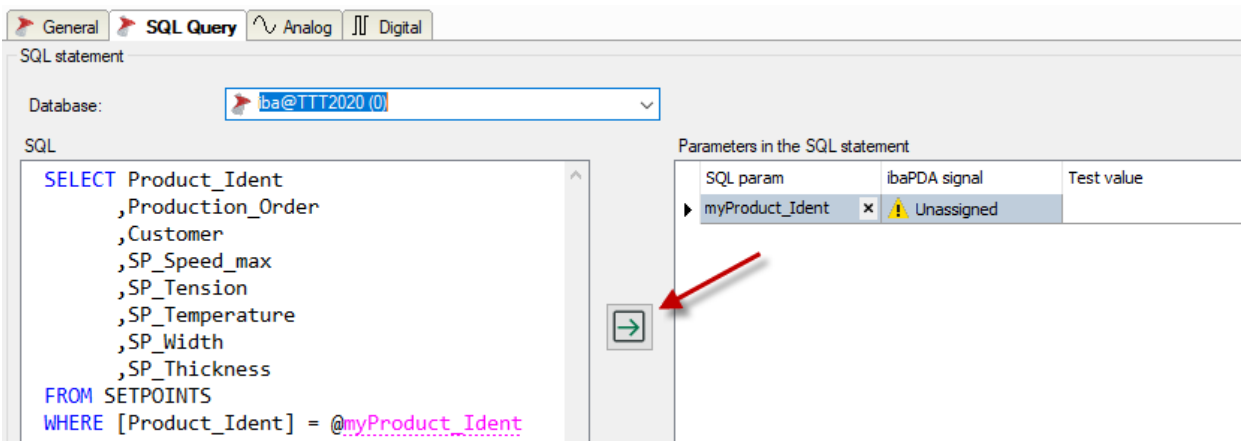 General SQL Query Analog Digital
SQL statement
Database: iba@TTT2020 (0)
SQL
SELECT Product_Ident
,Production_Order
,Customer
,SP_Speed_max
,SP_Tension
,SP_Temperature
,SP_Width
,SP_Thickness
FROM SETPOINTS
WHERE [Product_Ident] = @myProduct_Ident
Parameters in the SQL statement
SQL param ibaPDA signal Test value
myProduct_Ident Unassigned